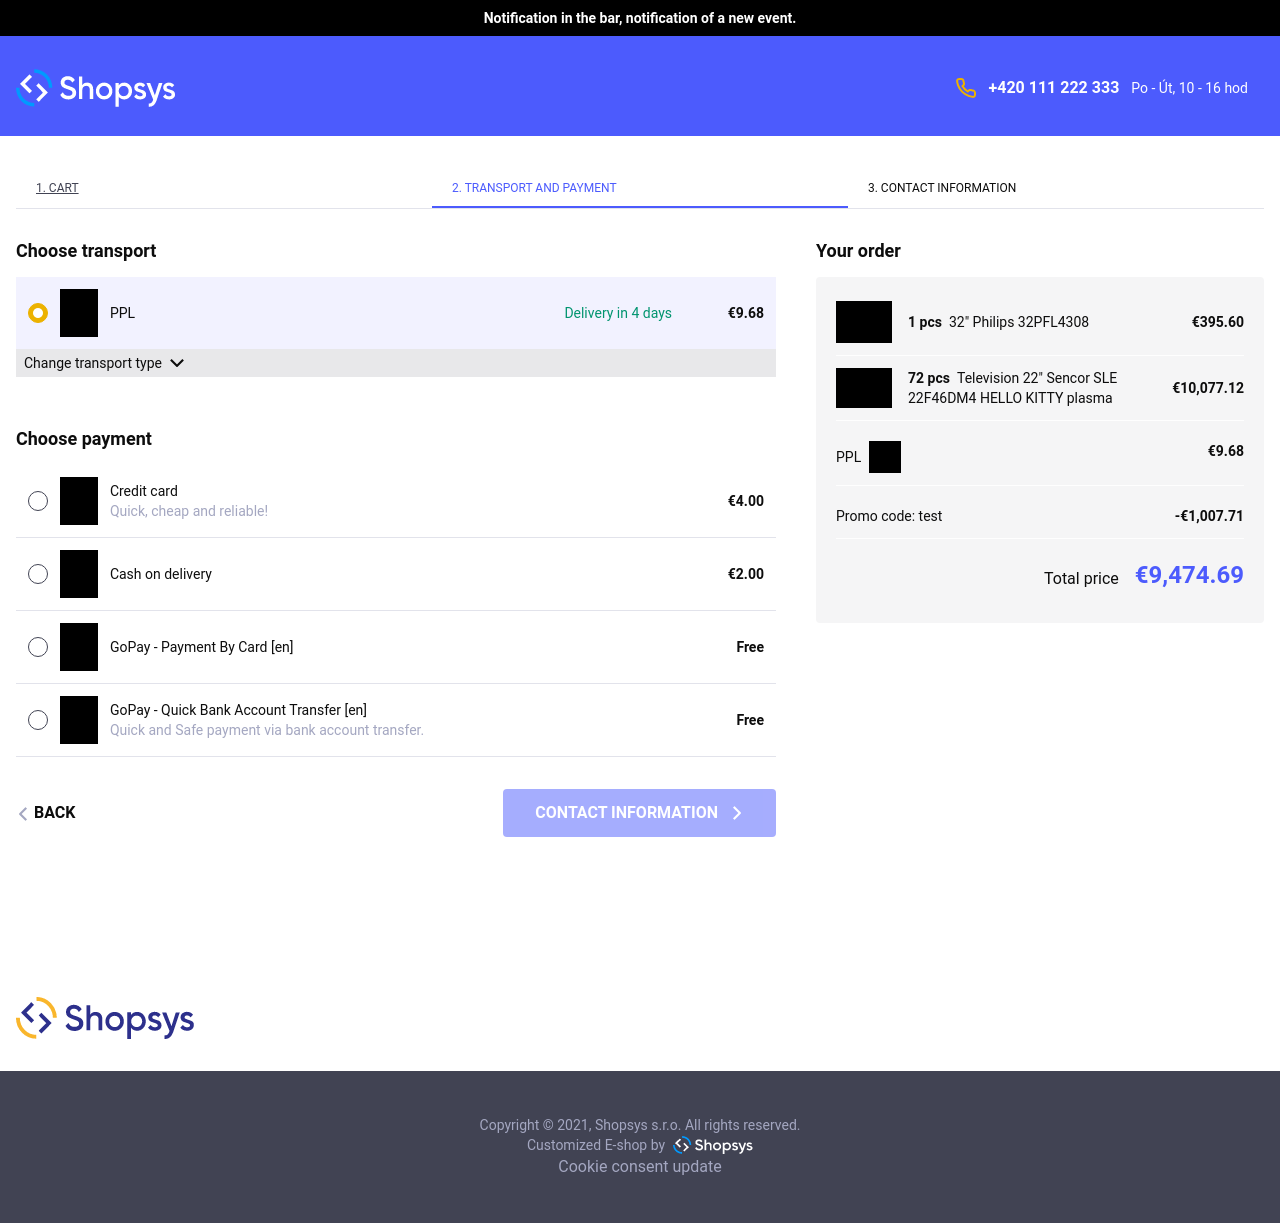 Notification in the bar, notification of a new event.
Shopsys
+420 111 222 333 Po - Út, 10 - 16 hod
1. CART
2. TRANSPORT AND PAYMENT
3. CONTACT INFORMATION
Choose transport
PPL Delivery in 4 days €9.68
Change transport type
Choose payment
Credit card
Quick, cheap and reliable!
€4.00
Cash on delivery €2.00
GoPay - Payment By Card [en] Free
GoPay - Quick Bank Account Transfer [en]
Quick and Safe payment via bank account transfer.
Free
BACK
CONTACT INFORMATION
Your order
1 pcs 32" Philips 32PFL4308 €395.60
72 pcs Television 22" Sencor SLE
22F46DM4 HELLO KITTY plasma
€10,077.12
PPL €9.68
Promo code: test -€1,007.71
Total price €9,474.69
Shopsys
Copyright © 2021, Shopsys s.r.o. All rights reserved.
Customized E-shop by Shopsys
Cookie consent update